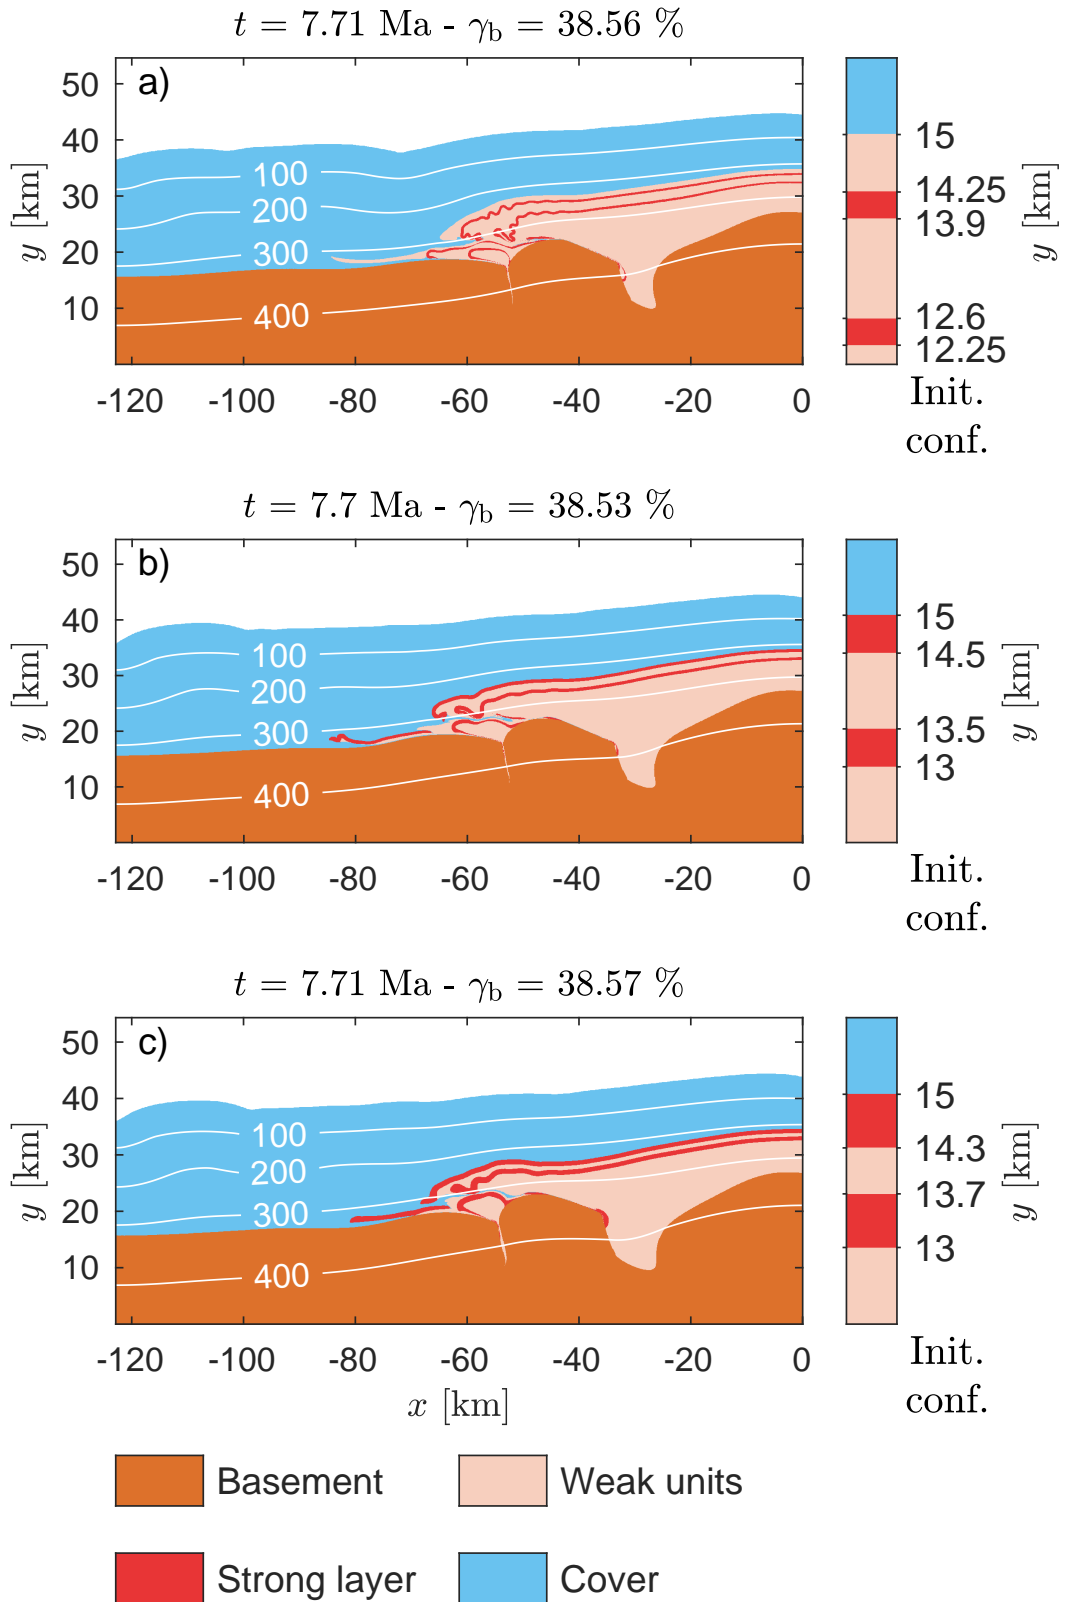 t = 7.71 Ma - γb = 38.56 %
a)
50
40
30
20
10
y [km]
100
200
300
400
-120 -100 -80 -60 -40 -20 0
15
14.25
13.9
12.6
12.25
y [km]
Init.
conf.
t = 7.7 Ma - γb = 38.53 %
b)
50
40
30
20
10
y [km]
100
200
300
400
-120 -100 -80 -60 -40 -20 0
15
14.5
13.5
13
y [km]
Init.
conf.
t = 7.71 Ma - γb = 38.57 %
c)
50
40
30
20
10
y [km]
100
200
300
400
-120 -100 -80 -60 -40 -20 0
x [km]
15
14.3
13.7
13
y [km]
Init.
conf.
Basement Weak units
Strong layer Cover